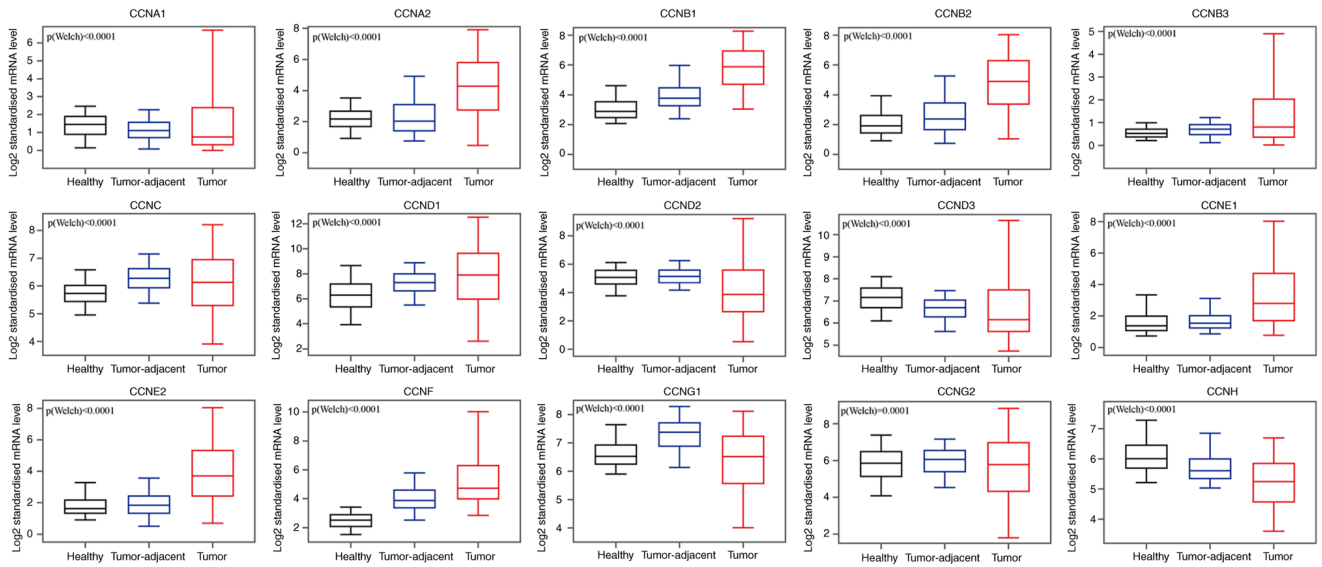 CCNA1
p(Welch)<0.0001
Log2 standardised mRNA level
6
5
4
3
2
1
0
Healthy Tumor-adjacent Tumor
CCNA2
p(Welch)<0.0001
Log2 standardised mRNA level
8
6
4
2
0
Healthy Tumor-adjacent Tumor
CCNB1
p(Welch)<0.0001
Log2 standardised mRNA level
8
6
4
2
0
Healthy Tumor-adjacent Tumor
CCNB2
p(Welch)<0.0001
Log2 standardised mRNA level
8
6
4
2
0
Healthy Tumor-adjacent Tumor
CCNB3
p(Welch)<0.0001
Log2 standardised mRNA level
5
4
3
2
1
0
Healthy Tumor-adjacent Tumor
CCNC
p(Welch)<0.0001
Log2 standardised mRNA level
8
7
6
5
4
Healthy Tumor-adjacent Tumor
CCND1
p(Welch)<0.0001
Log2 standardised mRNA level
12
10
8
6
4
2
Healthy Tumor-adjacent Tumor
CCND2
p(Welch)<0.0001
Log2 standardised mRNA level
8
6
4
2
0
Healthy Tumor-adjacent Tumor
CCND3
p(Welch)<0.0001
Log2 standardised mRNA level
10
9
8
7
6
5
Healthy Tumor-adjacent Tumor
CCNE1
p(Welch)<0.0001
Log2 standardised mRNA level
8
6
4
2
0
Healthy Tumor-adjacent Tumor
CCNE2
p(Welch)<0.0001
Log2 standardised mRNA level
8
6
4
2
0
Healthy Tumor-adjacent Tumor
CCNF
p(Welch)<0.0001
Log2 standardised mRNA level
10
8
6
4
2
Healthy Tumor-adjacent Tumor
CCNG1
p(Welch)<0.0001
Log2 standardised mRNA level
8
7
6
5
4
Healthy Tumor-adjacent Tumor
CCNG2
p(Welch)=0.0001
Log2 standardised mRNA level
8
6
4
2
Healthy Tumor-adjacent Tumor
CCNH
p(Welch)<0.0001
Log2 standardised mRNA level
7
6
5
4
Healthy Tumor-adjacent Tumor